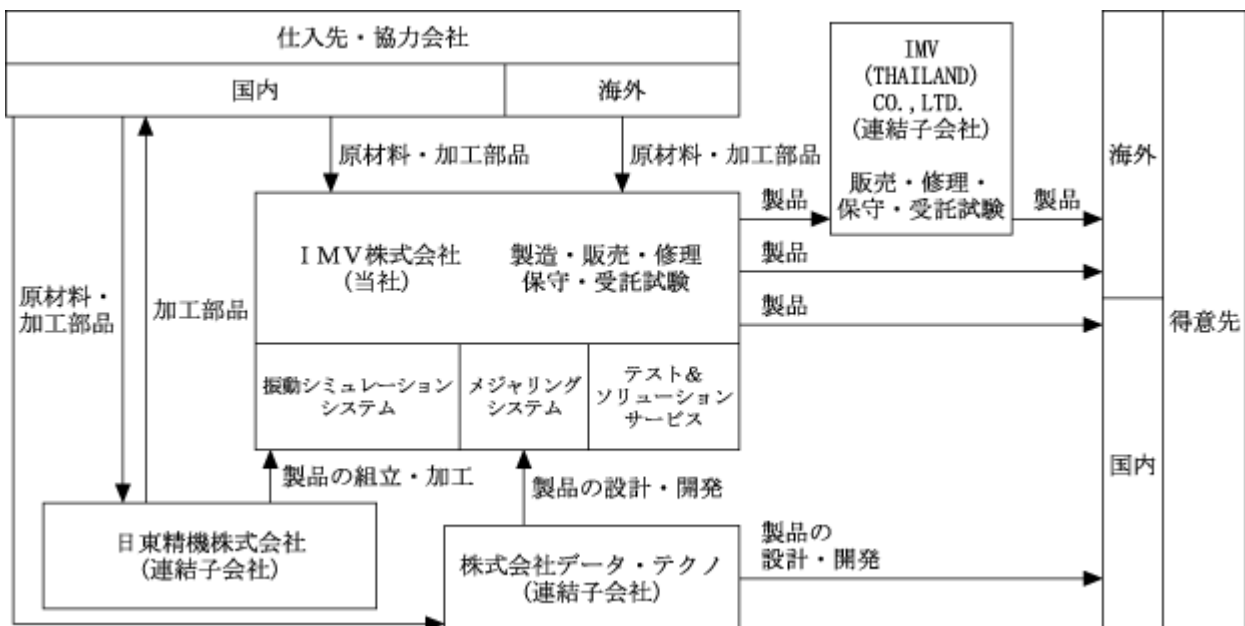 仕入先・協力会社
国内
海外
IMV
(THAILAND)
CO.,LTD.
(連結子会社)
販売・修理・
保守・受託試験
原材料・加工部品
原材料・加工部品
製品
製品
海外
IMV株式会社
(当社)
製造・販売・修理
保守・受託試験
製品
原材料・
加工部品
加工部品
製品
得意先
振動シミュレーション
システム
メジャリング
システム
テスト&
ソリューション
サービス
国内
製品の組立・加工
製品の設計・開発
日東精機株式会社
(連結子会社)
株式会社データ・テクノ
(連結子会社)
製品の
設計・開発